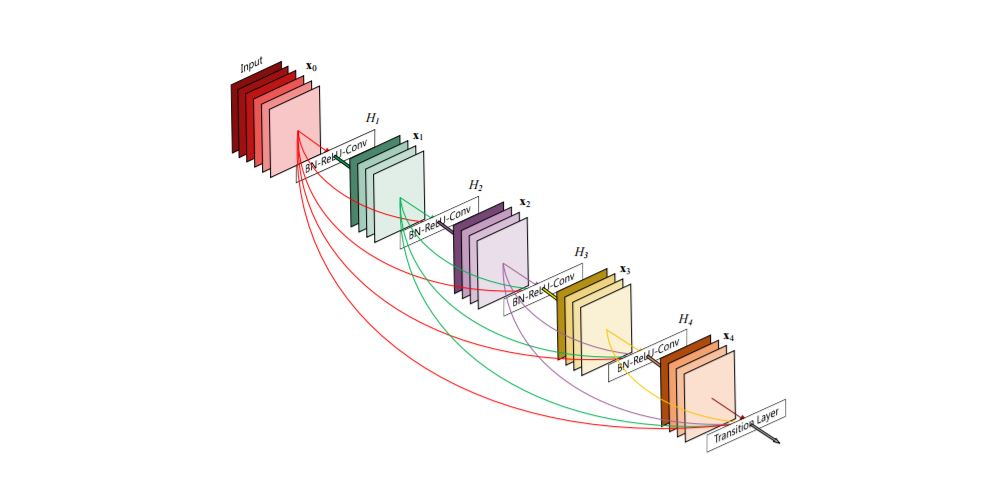 Input
x0
H1
BN-ReLU-Conv
x1
H2
BN-ReLU-Conv
x2
H3
BN-ReLU-Conv
x3
H4
BN-ReLU-Conv
x4
Transition Layer